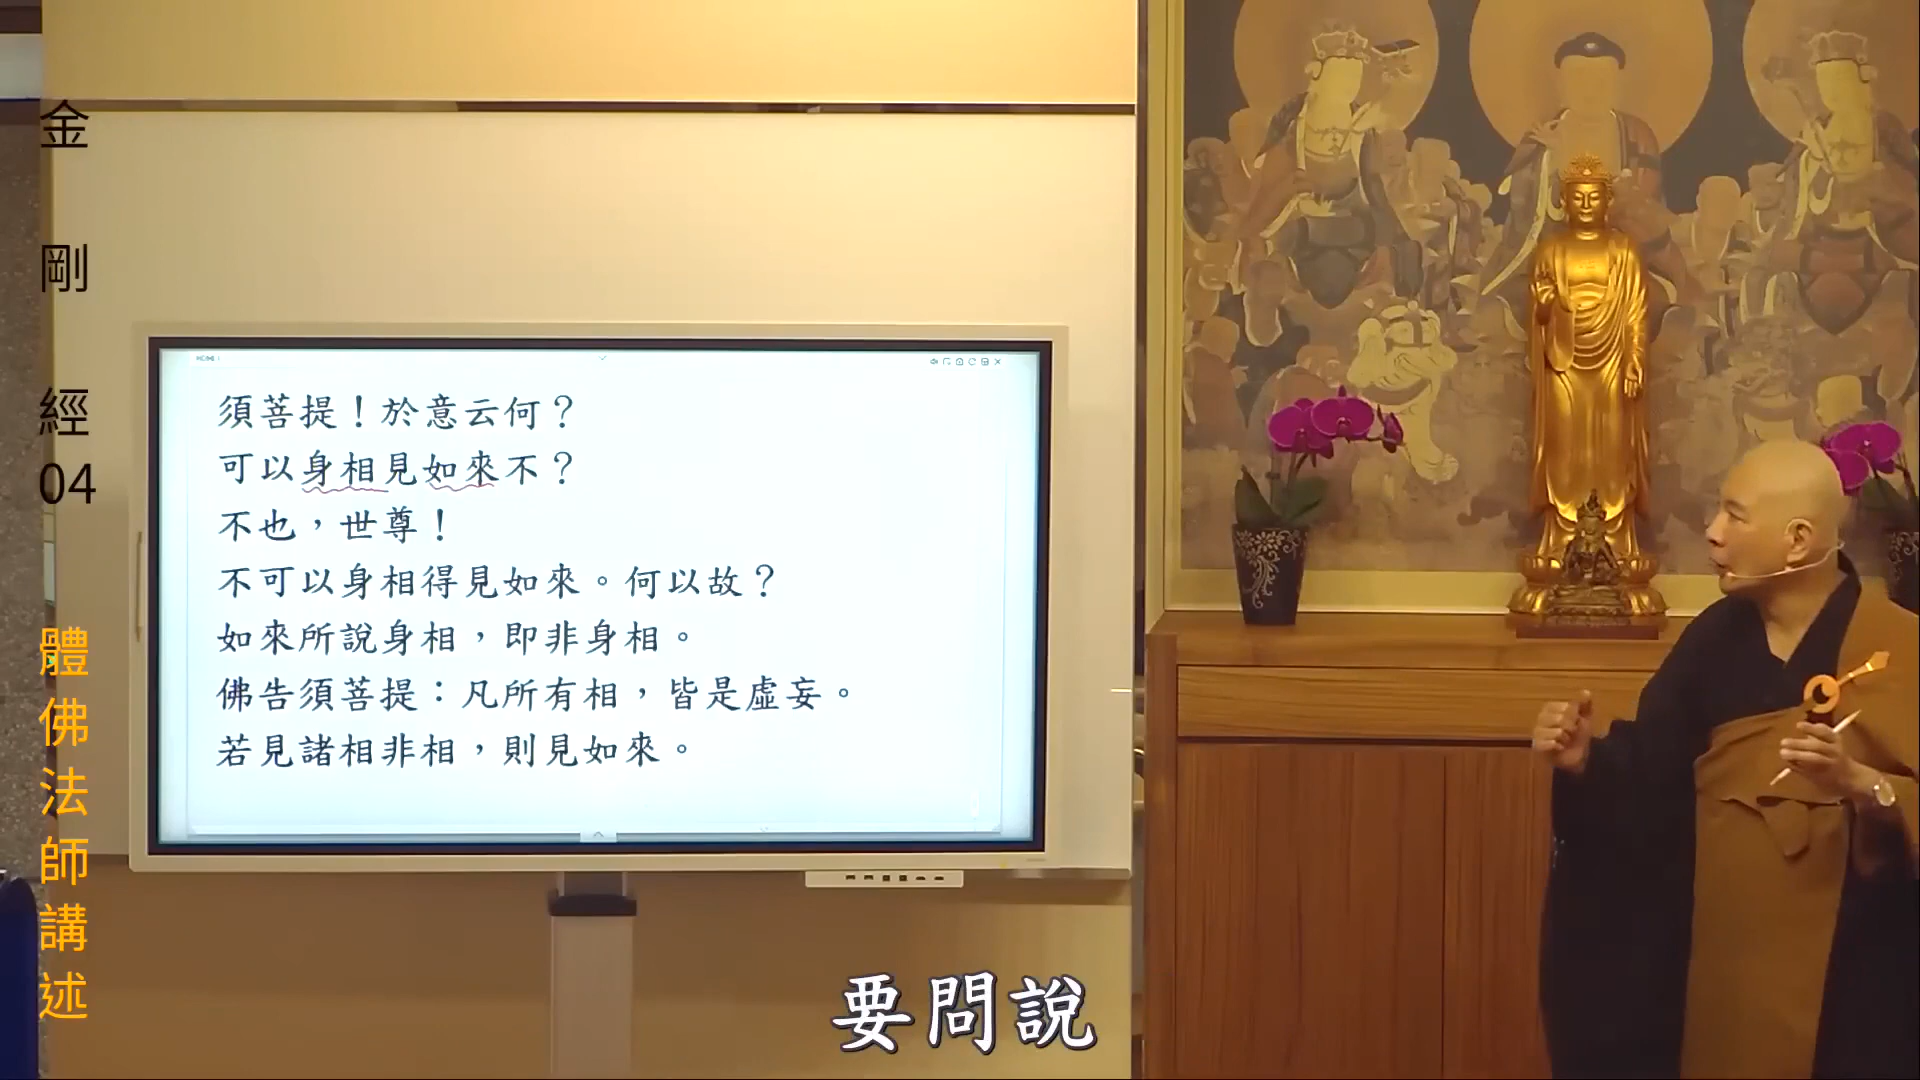 金剛經04
體佛法師講述
須菩提！於意云何？
可以身相見如來不？
不也，世尊！
不可以身相得見如來。何以故？
如來所說身相，即非身相。
佛告須菩提：凡所有相，皆是虛妄。
若見諸相非相，則見如來。
要問說